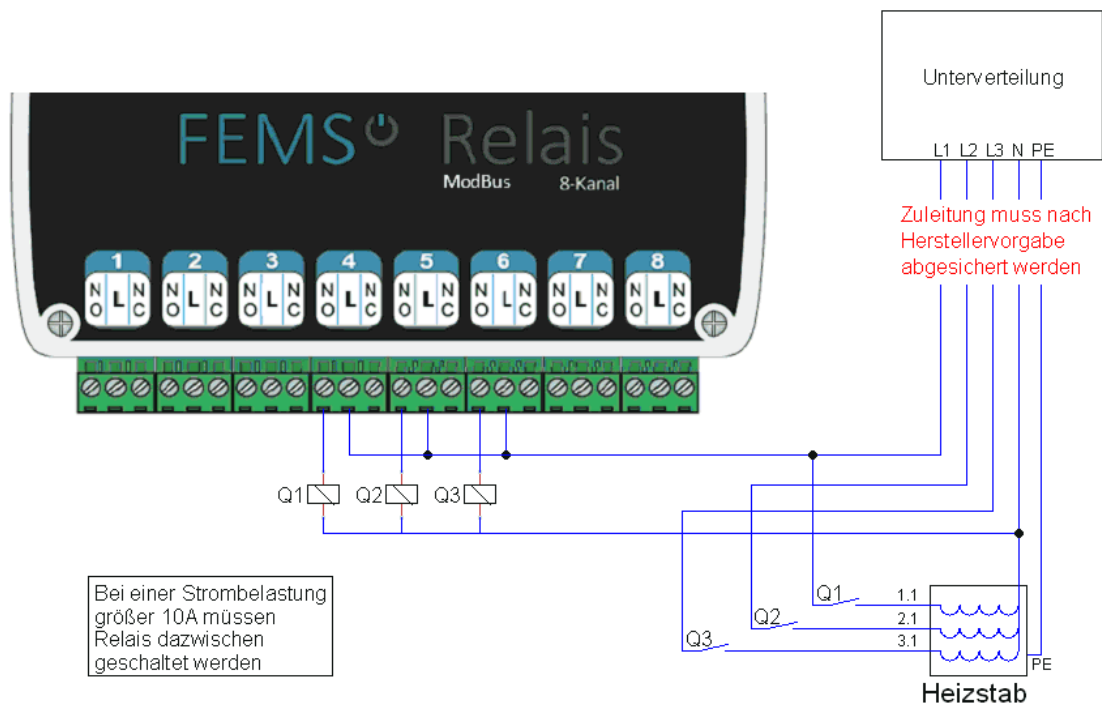 Unterverteilung
L1 L2 L3 N PE
Zuleitung muss nach
Herstellervorgabe
abgesichert werden
FEMS Relais
ModBus 8-Kanal
1 2 3 4 5 6 7 8
NO L NC NO L NC NO L NC NO L NC NO L NC NO L NC NO L NC NO L NC
Q1 Q2 Q3
Bei einer Strombelastung
größer 10A müssen
Relais dazwischen
geschaltet werden
Q1 1.1
Q2 2.1
Q3 3.1
PE
Heizstab